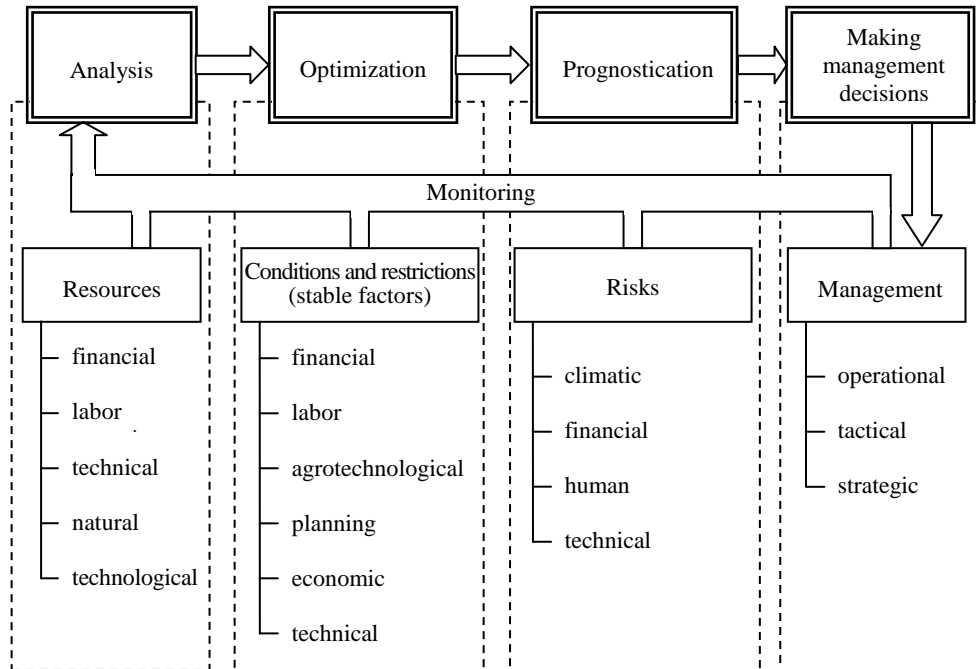 Analysis
Optimization
Prognostication
Making
management
decisions
Monitoring
Resources
Conditions and restrictions
(stable factors)
Risks
Management
financial
labor
technical
natural
technological
financial
labor
agrotechnological
planning
economic
technical
climatic
financial
human
technical
operational
tactical
strategic